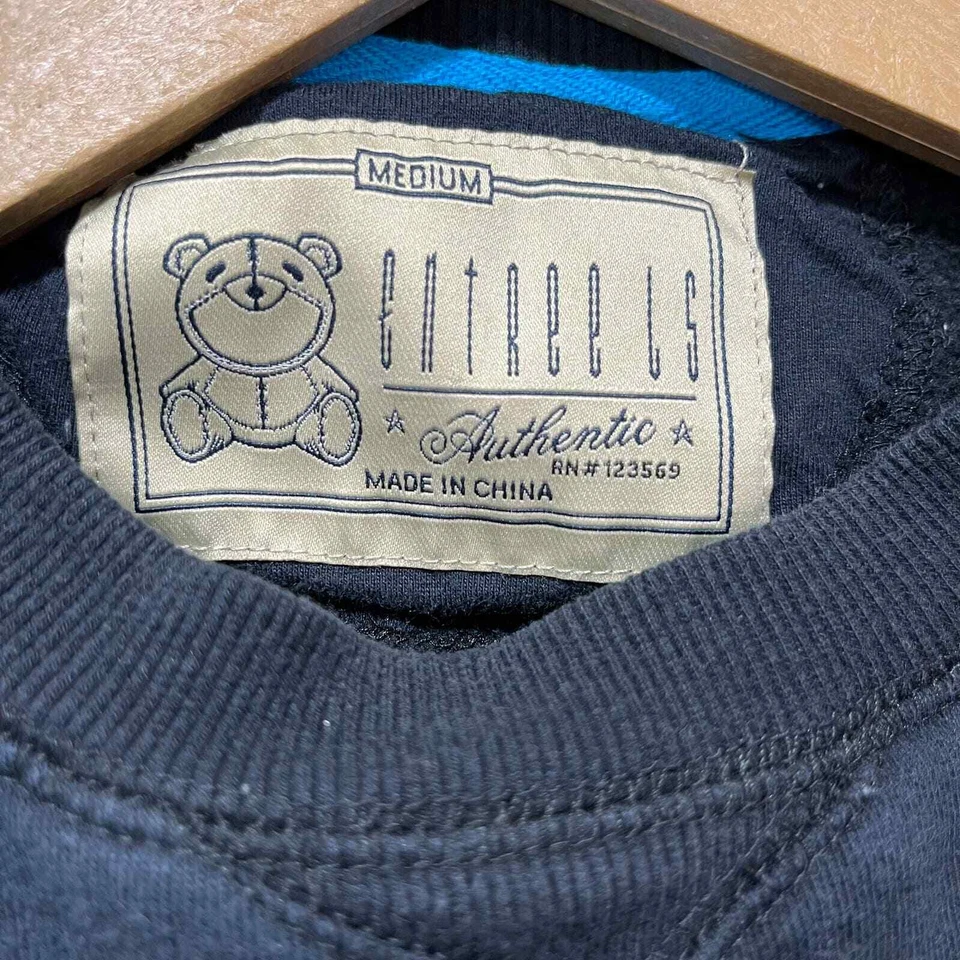 MEDIUM
ENTREE LS
Authentic
RN# 123569
MADE IN CHINA